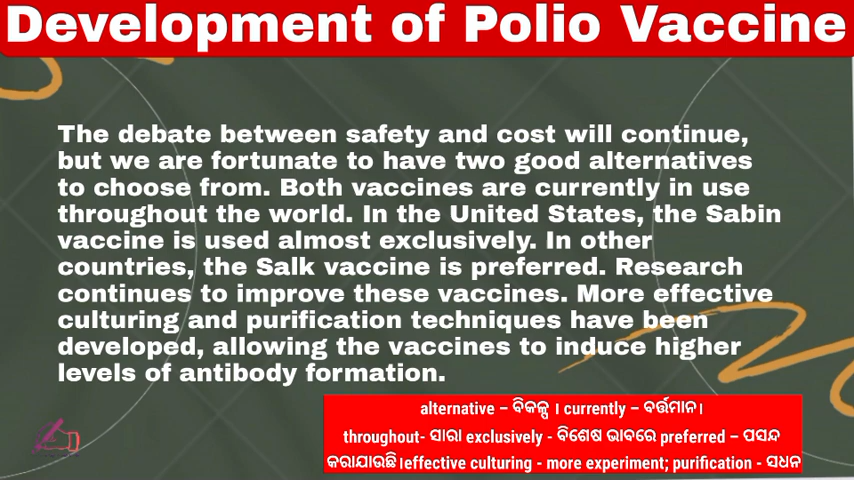 Development of Polio Vaccine
The debate between safety and cost will continue,
but we are fortunate to have two good alternatives
to choose from. Both vaccines are currently in use
throughout the world. In the United States, the Sabin
vaccine is used almost exclusively. In other
countries, the Salk vaccine is preferred. Research
continues to improve these vaccines. More effective
culturing and purification techniques have been
developed, allowing the vaccines to induce higher
levels of antibody formation.
alternative – ବିକଳ୍ପ । currently – ବର୍ତ୍ତମାନ।
throughout- ସାରା exclusively - ବିଶେଷ ଭାବରେ preferred – ପସନ୍ଦ
କରାଯାଉଛି।effective culturing - more experiment; purification - ସଧନ